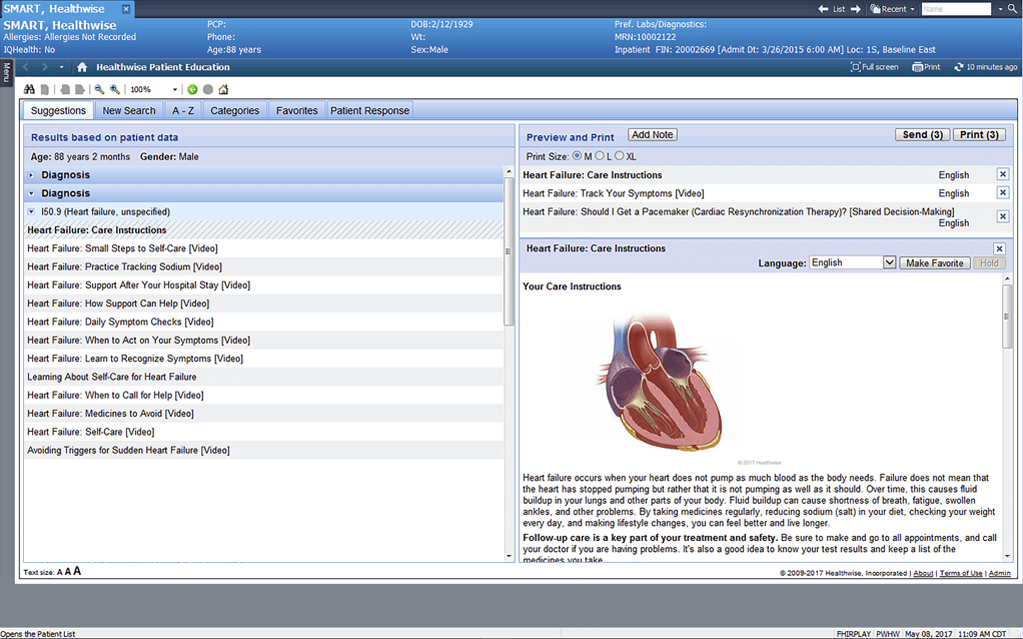 SMART, Healthwise
List
Recent
Name
SMART, Healthwise
PCP:
DOB:2/12/1929
Pref. Labs/Diagnostics:
Allergies: Allergies Not Recorded
Phone:
Wt:
MRN:10002122
IQHealth: No
Age:88 years
Sex:Male
Inpatient FIN: 20002669 [Admit Dt: 3/26/2015 6:00 AM] Loc: 1S, Baseline East
Menu
Healthwise Patient Education
Full screen
Print
10 minutes ago
100%
Suggestions
New Search
A - Z
Categories
Favorites
Patient Response
Results based on patient data
Age: 88 years 2 months Gender: Male
Diagnosis
Diagnosis
I50.9 (Heart failure, unspecified)
Heart Failure: Care Instructions
Heart Failure: Small Steps to Self-Care [Video]
Heart Failure: Practice Tracking Sodium [Video]
Heart Failure: Support After Your Hospital Stay [Video]
Heart Failure: How Support Can Help [Video]
Heart Failure: Daily Symptom Checks [Video]
Heart Failure: When to Act on Your Symptoms [Video]
Heart Failure: Learn to Recognize Symptoms [Video]
Learning About Self-Care for Heart Failure
Heart Failure: When to Call for Help [Video]
Heart Failure: Medicines to Avoid [Video]
Heart Failure: Self-Care [Video]
Avoiding Triggers for Sudden Heart Failure [Video]
Preview and Print
Add Note
Send (3)
Print (3)
Print Size: M L XL
Heart Failure: Care Instructions English
Heart Failure: Track Your Symptoms [Video] English
Heart Failure: Should I Get a Pacemaker (Cardiac Resynchronization Therapy)? [Shared Decision-Making]
English
Heart Failure: Care Instructions
Language: English
Make Favorite
Hold
Your Care Instructions
© 2017 Healthwise
Heart failure occurs when your heart does not pump as much blood as the body needs. Failure does not mean that
the heart has stopped pumping but rather that it is not pumping as well as it should. Over time, this causes fluid
buildup in your lungs and other parts of your body. Fluid buildup can cause shortness of breath, fatigue, swollen
ankles, and other problems. By taking medicines regularly, reducing sodium (salt) in your diet, checking your weight
every day, and making lifestyle changes, you can feel better and live longer.
Follow-up care is a key part of your treatment and safety. Be sure to make and go to all appointments, and call
your doctor if you are having problems. It's also a good idea to know your test results and keep a list of the
medicines you take.
Text size: A A A
© 2009-2017 Healthwise, Incorporated | About | Terms of Use | Admin
Opens the Patient List
FHIRPLAY PWHW May 08, 2017 11:09 AM CDT